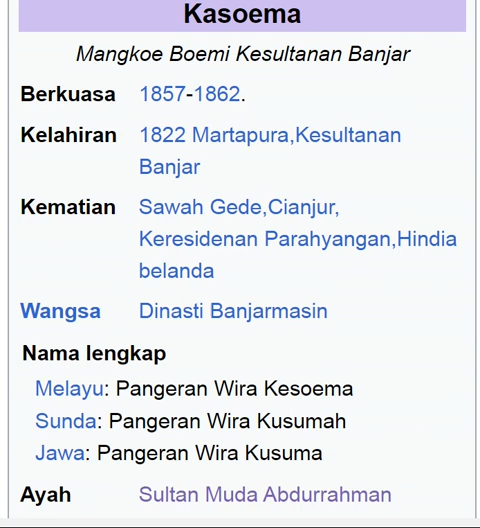 Kasoema
Mangkoe Boemi Kesultanan Banjar
Berkuasa 1857-1862.
Kelahiran 1822 Martapura,Kesultanan
Banjar
Kematian Sawah Gede,Cianjur,
Keresidenan Parahyangan,Hindia
belanda
Wangsa Dinasti Banjarmasin
Nama lengkap
Melayu: Pangeran Wira Kesoema
Sunda: Pangeran Wira Kusumah
Jawa: Pangeran Wira Kusuma
Ayah Sultan Muda Abdurrahman